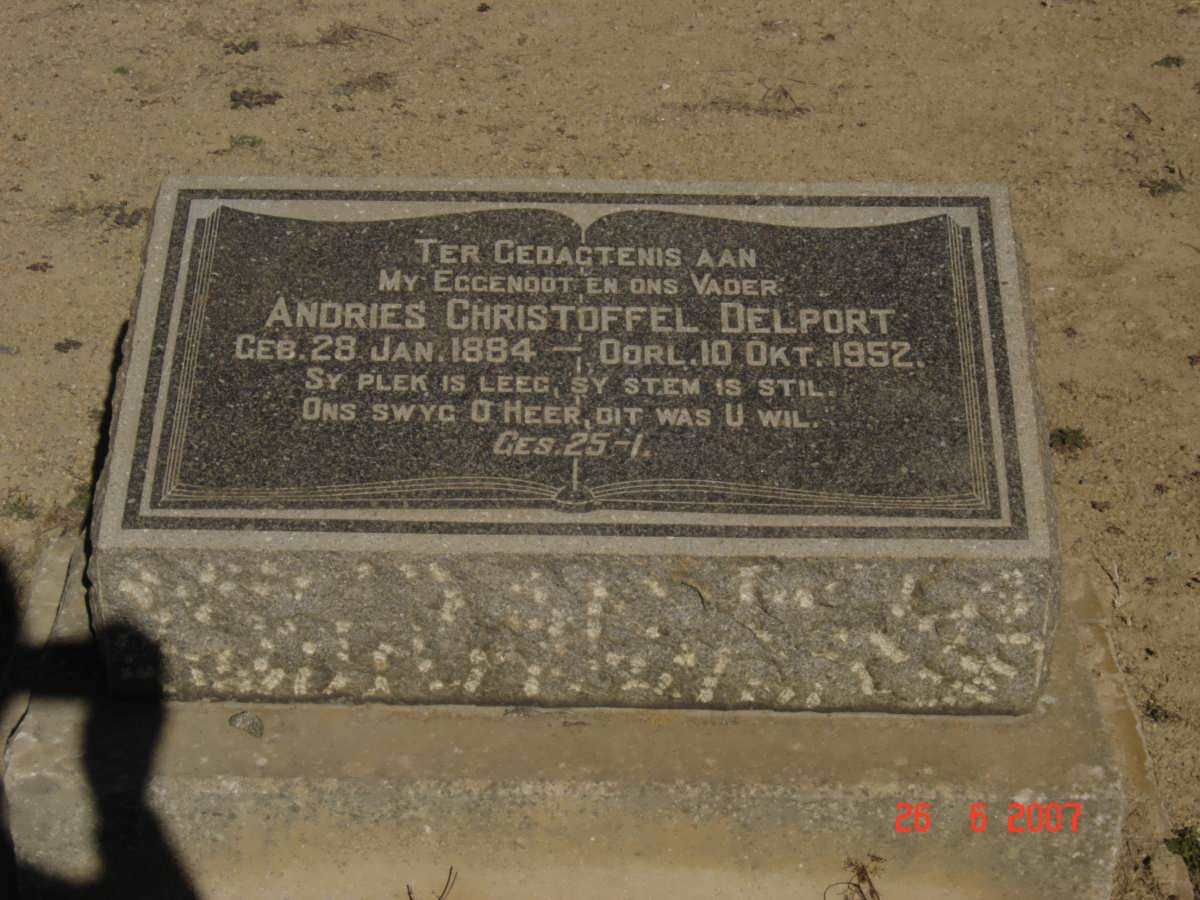 TER GEDAGTENIS AAN
MY EGGENOOT EN ONS VADER
ANDRIES CHRISTOFFEL DELPORT
GEB. 28 JAN. 1884 – OORL. 10 OKT. 1952.
SY PLEK IS LEEG, SY STEM IS STIL.
ONS SWYG O HEER, DIT WAS U WIL.
GES. 25-1.
26 6 2007